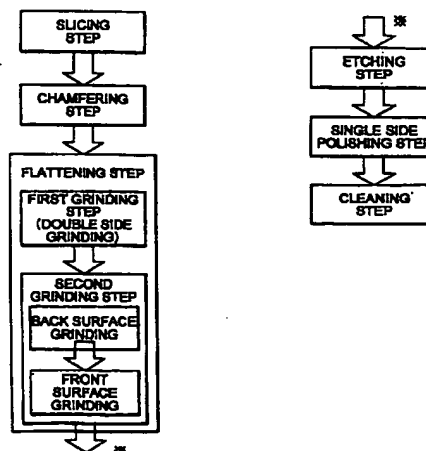 SLICING
STEP
CHAMFERING
STEP
FLATTENING STEP
FIRST GRINDING
STEP
(DOUBLE SIDE
GRINDING)
SECOND
GRINDING STEP
BACK SURFACE
GRINDING
FRONT
SURFACE
GRINDING
※
※
ETCHING
STEP
SINGLE SIDE
POLISHING STEP
CLEANING
STEP